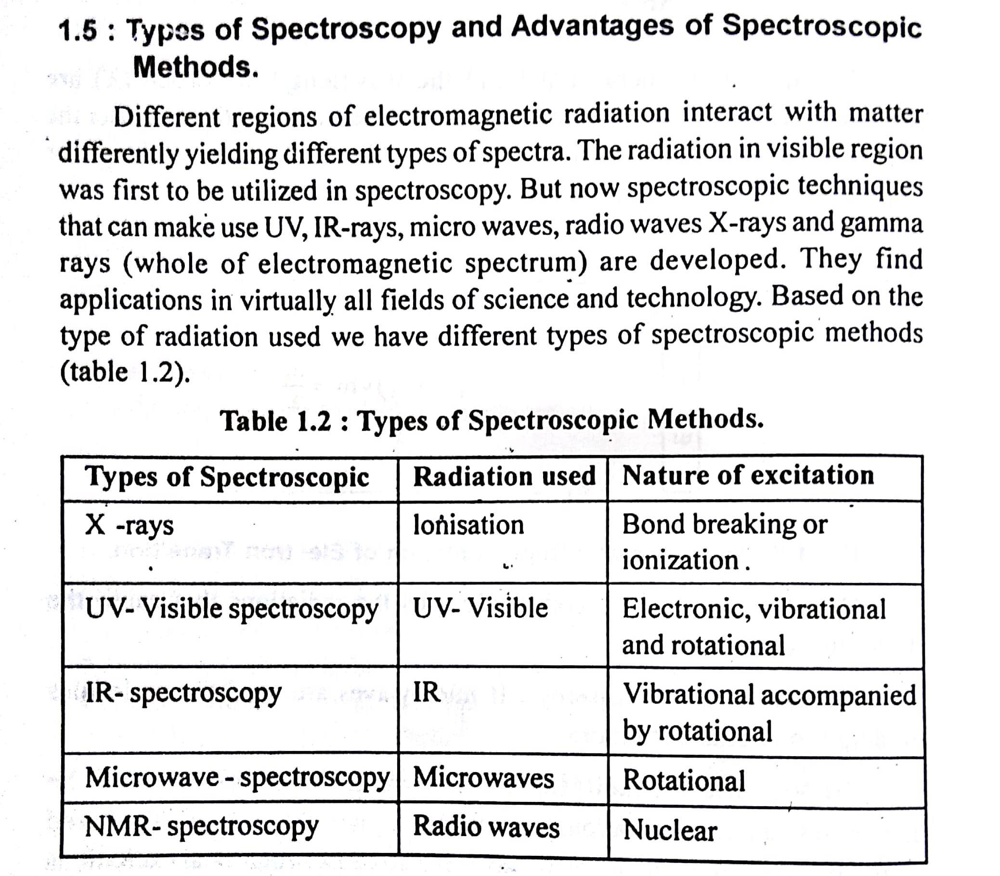 1.5 : Types of Spectroscopy and Advantages of Spectroscopic
Methods.
Different regions of electromagnetic radiation interact with matter
differently yielding different types of spectra. The radiation in visible region
was first to be utilized in spectroscopy. But now spectroscopic techniques
that can make use UV, IR-rays, micro waves, radio waves X-rays and gamma
rays (whole of electromagnetic spectrum) are developed. They find
applications in virtually all fields of science and technology. Based on the
type of radiation used we have different types of spectroscopic methods
(table 1.2).
Table 1.2 : Types of Spectroscopic Methods.
Types of Spectroscopic Radiation used Nature of excitation
X -rays Ionisation Bond breaking or
ionization .
UV- Visible spectroscopy UV- Visible Electronic, vibrational
and rotational
IR- spectroscopy IR Vibrational accompanied
by rotational
Microwave - spectroscopy Microwaves Rotational
NMR- spectroscopy Radio waves Nuclear